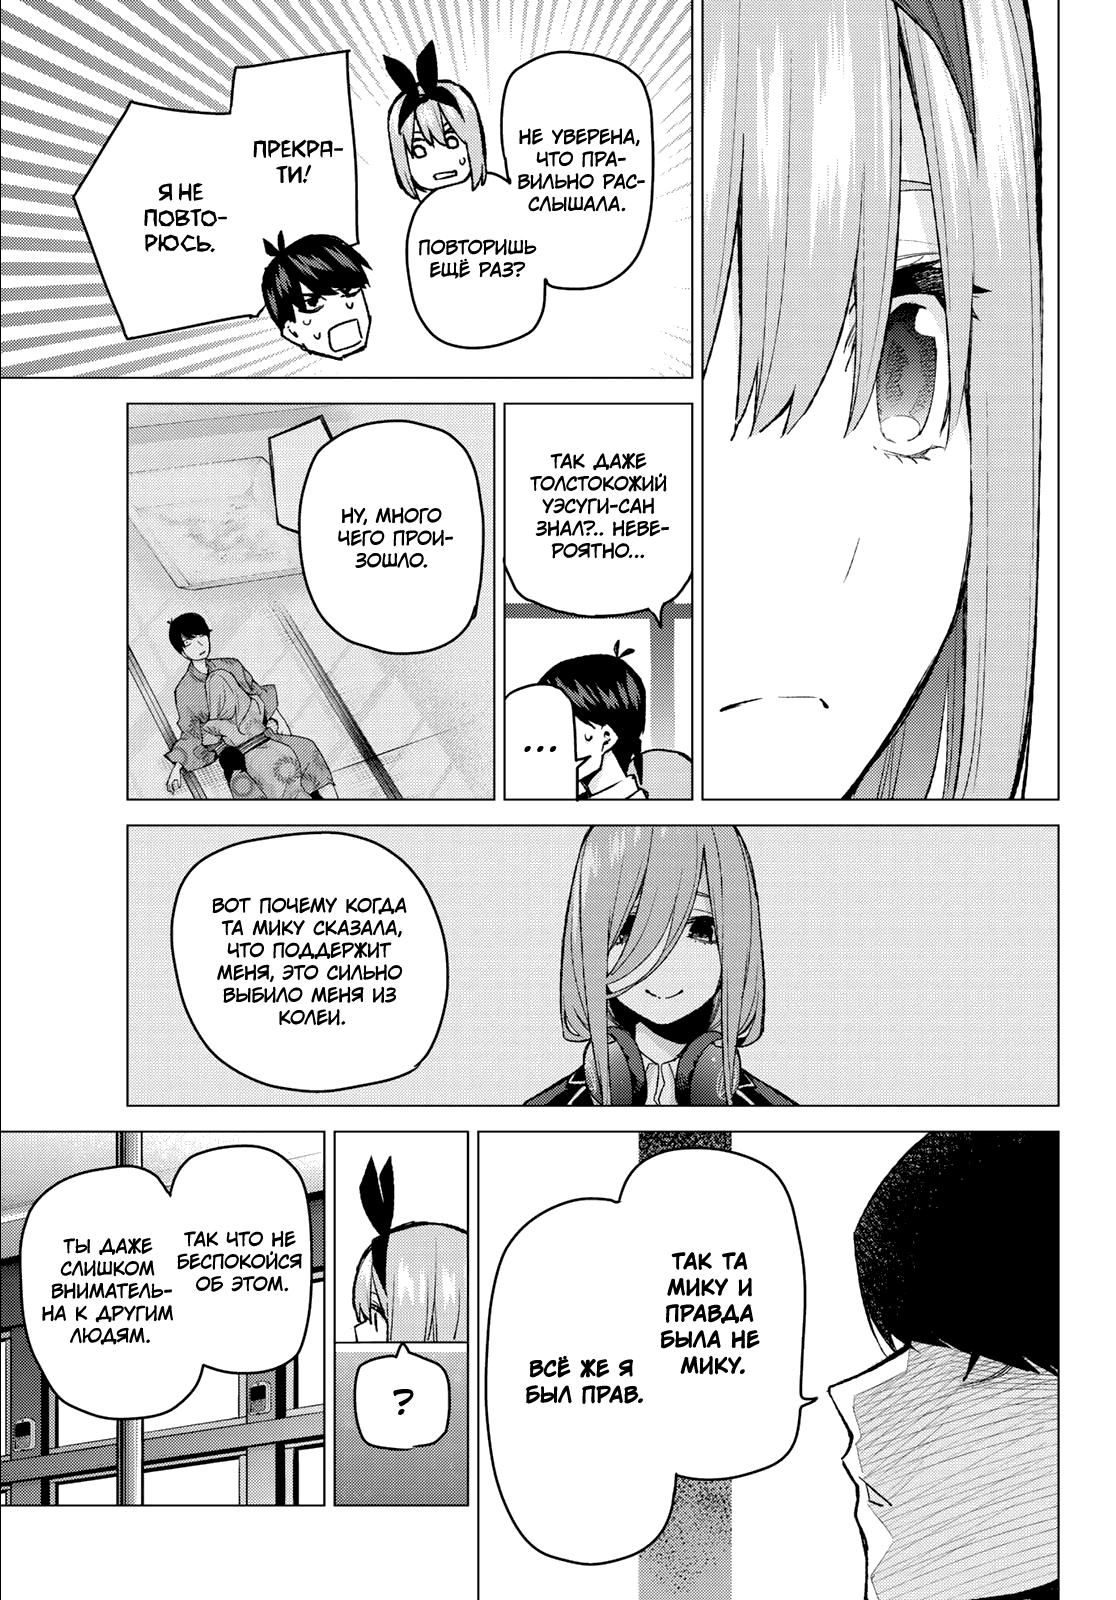 НЕ УВЕРЕНА,
ЧТО ПРА-
ВИЛЬНО РАС-
СЛЫШАЛА.
ПОВТОРИШЬ
ЕЩЁ РАЗ?
ПРЕКРА-
ТИ!
Я НЕ
ПОВТО-
РЮСЬ.
ТАК ДАЖЕ
ТОЛСТОКОЖИЙ
УЭСУГИ-САН
ЗНАЛ?.. НЕВЕ-
РОЯТНО...
...
НУ, МНОГО
ЧЕГО ПРОИ-
ЗОШЛО.
ВОТ ПОЧЕМУ КОГДА
ТА МИКУ СКАЗАЛА,
ЧТО ПОДДЕРЖИТ
МЕНЯ, ЭТО СИЛЬНО
ВЫБИЛО МЕНЯ ИЗ
КОЛЕИ.
ТАК ТА
МИКУ И
ПРАВДА
БЫЛА НЕ
МИКУ.
ВСЁ ЖЕ Я
БЫЛ ПРАВ.
?
ТАК ЧТО НЕ
БЕСПОКОЙСЯ
ОБ ЭТОМ.
ТЫ ДАЖЕ
СЛИШКОМ
ВНИМАТЕЛЬ-
НА К ДРУГИМ
ЛЮДЯМ.